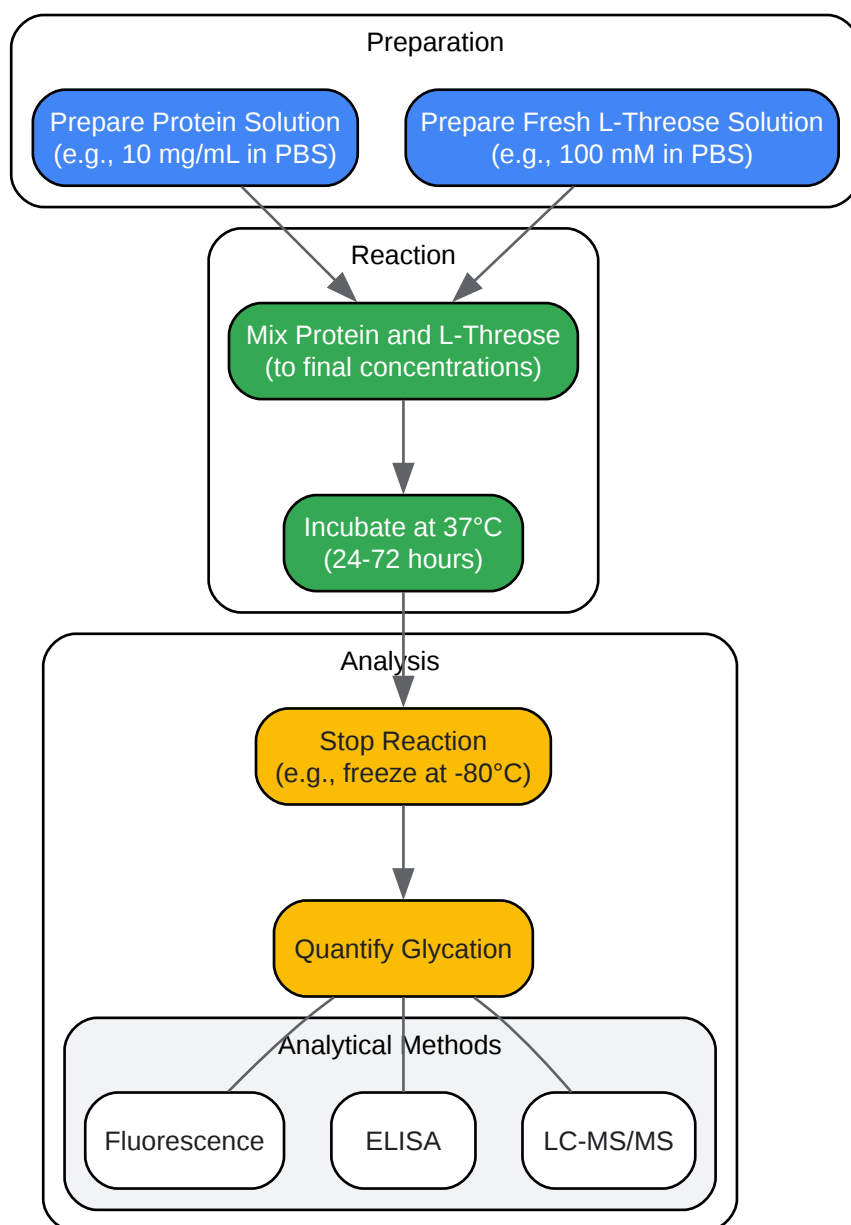 Preparation
Prepare Protein Solution
(e.g., 10 mg/mL in PBS)
Prepare Fresh L-Threose Solution
(e.g., 100 mM in PBS)
Reaction
Mix Protein and L-Threose
(to final concentrations)
Incubate at 37°C
(24-72 hours)
Analysis
Stop Reaction
(e.g., freeze at -80°C)
Quantify Glycation
Analytical Methods
Fluorescence
ELISA
LC-MS/MS